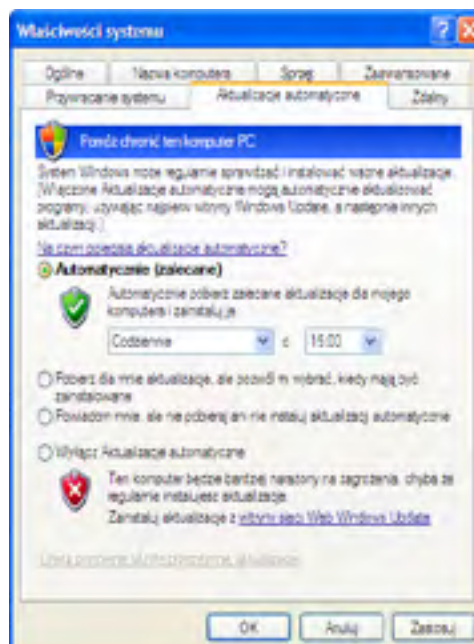 Właściwości systemu
Ogólne Nazwa komputera Sprzęt Zaawansowane
Przywracanie systemu Aktualizacje automatyczne Zdalny
Pomóż chronić ten komputer PC
System Windows może regularnie sprawdzać i instalować ważne aktualizacje.
(Włączone Aktualizacje automatyczne mogą automatycznie aktualizować
programy, używając najpierw witryny Windows Update, a następnie innych
aktualizacji.)
Na czym polegają aktualizacje automatyczne?
Automatycznie (zalecane)
Automatycznie pobierz zalecane aktualizacje dla mojego
komputera i zainstaluj je:
Codziennie o 15:00
Pobierz dla mnie aktualizacje, ale pozwól mi wybrać, kiedy mają być
zainstalowane
Powiadom mnie, ale nie pobieraj ani nie instaluj aktualizacji automatycznie
Wyłącz Aktualizacje automatyczne
Ten komputer będzie bardziej narażony na zagrożenia, chyba że
regularnie instalujesz aktualizacje.
Zainstaluj aktualizacje z witryny sieci Web Windows Update
OK Anuluj Zastosuj